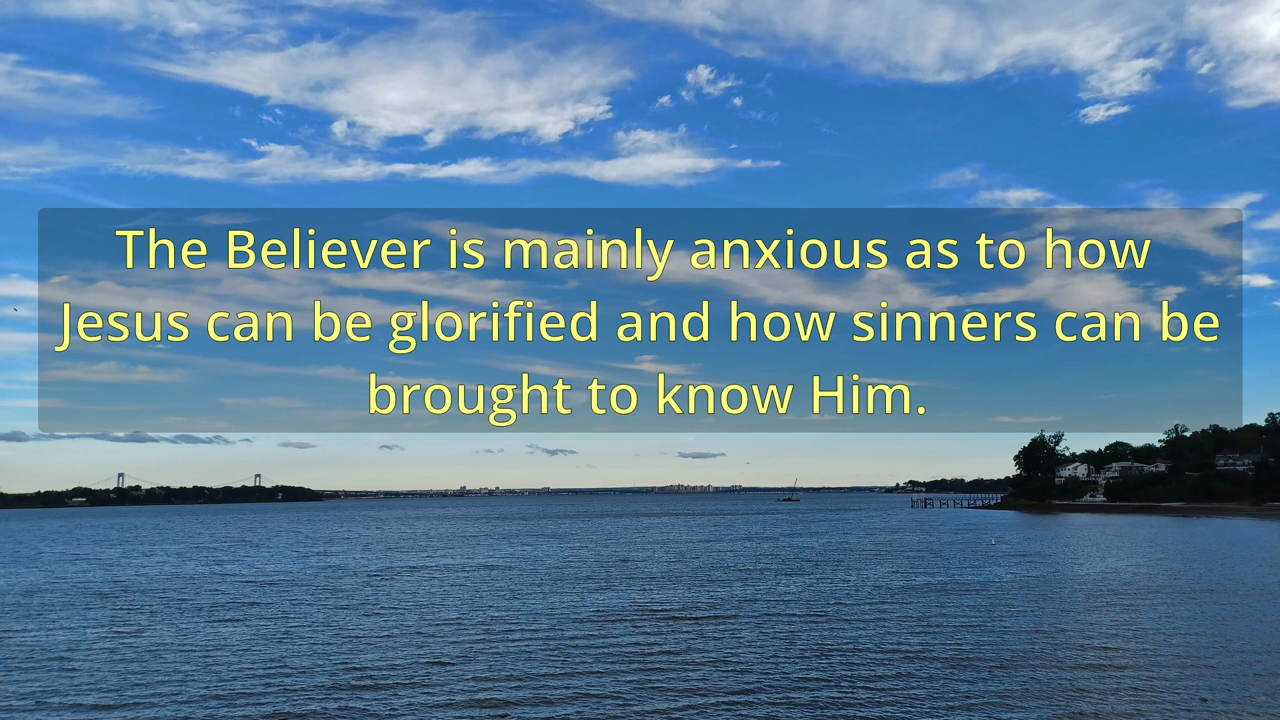 The Believer is mainly anxious as to how
Jesus can be glorified and how sinners can be
brought to know Him.